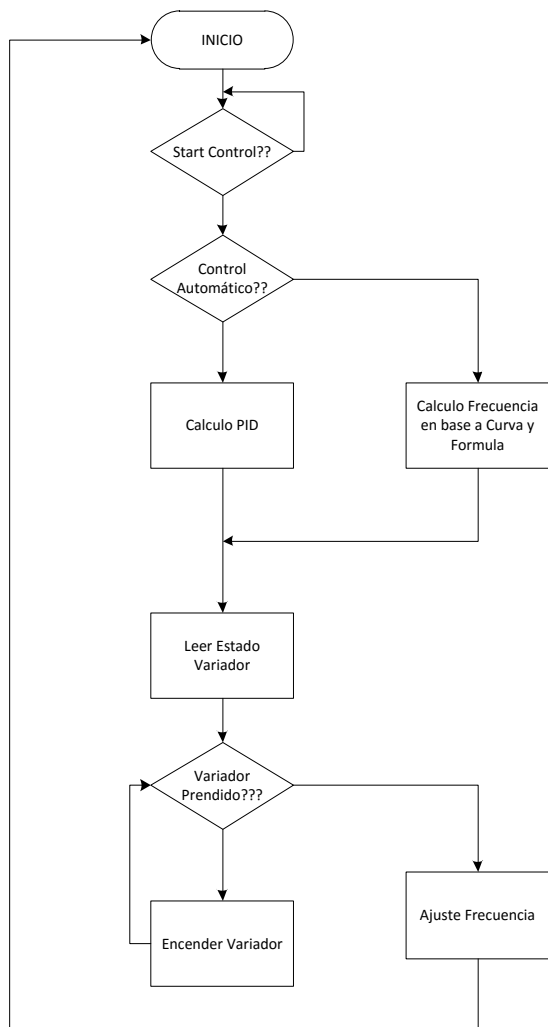 INICIO
Start Control??
Control
Automático??
Calculo PID
Calculo Frecuencia
en base a Curva y
Formula
Leer Estado
Variador
Variador
Prendido???
Encender Variador
Ajuste Frecuencia